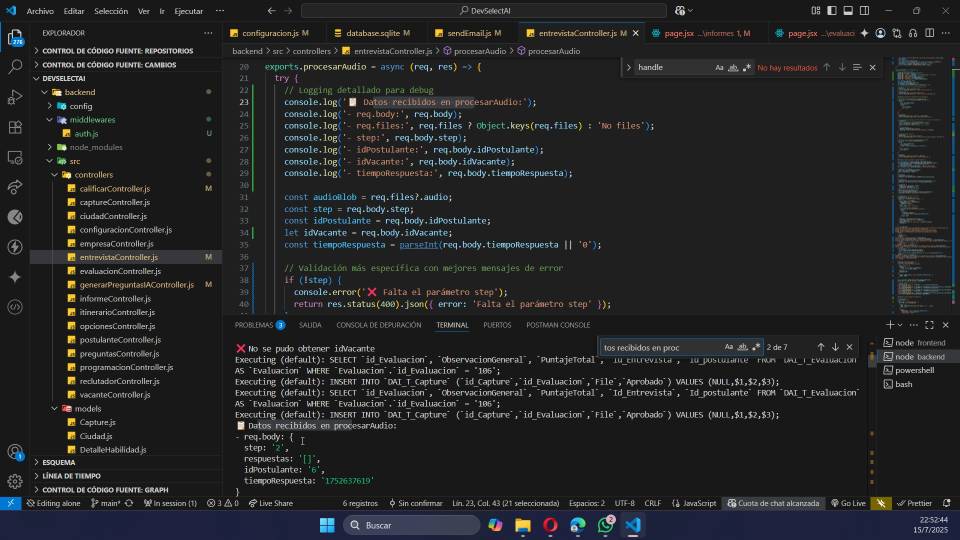 Archivo Editar Selección Ver Ir Ejecutar ··· DevSelectAI
276
EXPLORADOR ···
CONTROL DE CÓDIGO FUENTE: REPOSITORIOS
CONTROL DE CÓDIGO FUENTE: CAMBIOS
DEVSELECTAI
backend
config
middlewares
auth.js U
node_modules
src
controllers
calificarController.js M
captureController.js
ciudadController.js
configuracionController.js
empresaController.js
entrevistaController.js M
evaluacionController.js
generarPreguntasIAController.js M
informeController.js
itinerarioController.js
opcionesController.js
postulanteController.js
preguntasController.js
programacionController.js
reclutadorController.js
vacanteController.js
models
Capture.js
Ciudad.js
DetalleHabilidad.js
ESQUEMA
LÍNEA DE TIEMPO
CONTROL DE CÓDIGO FUENTE: GRAPH
configuracion.js M database.sqlite M sendEmail.js M entrevistaController.js M page.jsx ...\informes 1, M page.jsx ...\evaluaci
backend > src > controllers > entrevistaController.js > procesarAudio > procesarAudio
handle Aa ab No hay resultados
20 exports.procesarAudio = async (req, res) => {
21 try {
22 // Logging detallado para debug
23 console.log('📋 Datos recibidos en procesarAudio:');
24 console.log('- req.body:', req.body);
25 console.log('- req.files:', req.files ? Object.keys(req.files) : 'No files');
26 console.log('- step:', req.body.step);
27 console.log('- idPostulante:', req.body.idPostulante);
28 console.log('- idVacante:', req.body.idVacante);
29 console.log('- tiempoRespuesta:', req.body.tiempoRespuesta);
30
31 const audioBlob = req.files?.audio;
32 const step = req.body.step;
33 const idPostulante = req.body.idPostulante;
34 let idVacante = req.body.idVacante;
35 const tiempoRespuesta = parseInt(req.body.tiempoRespuesta || '0');
36
37 // Validación más específica con mejores mensajes de error
38 if (!step) {
39 console.error('❌ Falta el parámetro step');
40 return res.status(400).json({ error: 'Falta el parámetro step' });
PROBLEMAS 3 SALIDA CONSOLA DE DEPURACIÓN TERMINAL PUERTOS POSTMAN CONSOLE
tos recibidos en proc Aa ab 2 de 7
❌ No se pudo obtener idVacante
Executing (default): SELECT `id_Evaluacion`, `ObservacionGeneral`, `PuntajeTotal`, `Id_Entrevista`, `Id_postulante` FROM `DAI_T_Evaluacion`
AS `Evaluacion` WHERE `Evaluacion`.`id_Evaluacion` = '106';
Executing (default): INSERT INTO `DAI_T_Capture` (`id_Capture`,`id_Evaluacion`,`File`,`Aprobado`) VALUES (NULL,$1,$2,$3);
Executing (default): SELECT `id_Evaluacion`, `ObservacionGeneral`, `PuntajeTotal`, `Id_Entrevista`, `Id_postulante` FROM `DAI_T_Evaluacion`
AS `Evaluacion` WHERE `Evaluacion`.`id_Evaluacion` = '106';
Executing (default): INSERT INTO `DAI_T_Capture` (`id_Capture`,`id_Evaluacion`,`File`,`Aprobado`) VALUES (NULL,$1,$2,$3);
📋 Datos recibidos en procesarAudio:
- req.body: {
step: '2',
respuestas: '[]',
idPostulante: '6',
tiempoRespuesta: '1752637619'
}
node frontend
node backend
powershell
bash
Editing alone main* In session (1) 3 0 Live Share 6 registros Sin confirmar Lín. 23, Col. 43 (21 seleccionada) Espacios: 2 UTF-8 CRLF JavaScript Cuota de chat alcanzada Go Live Prettier
Buscar
2
22:52:44
15/7/2025